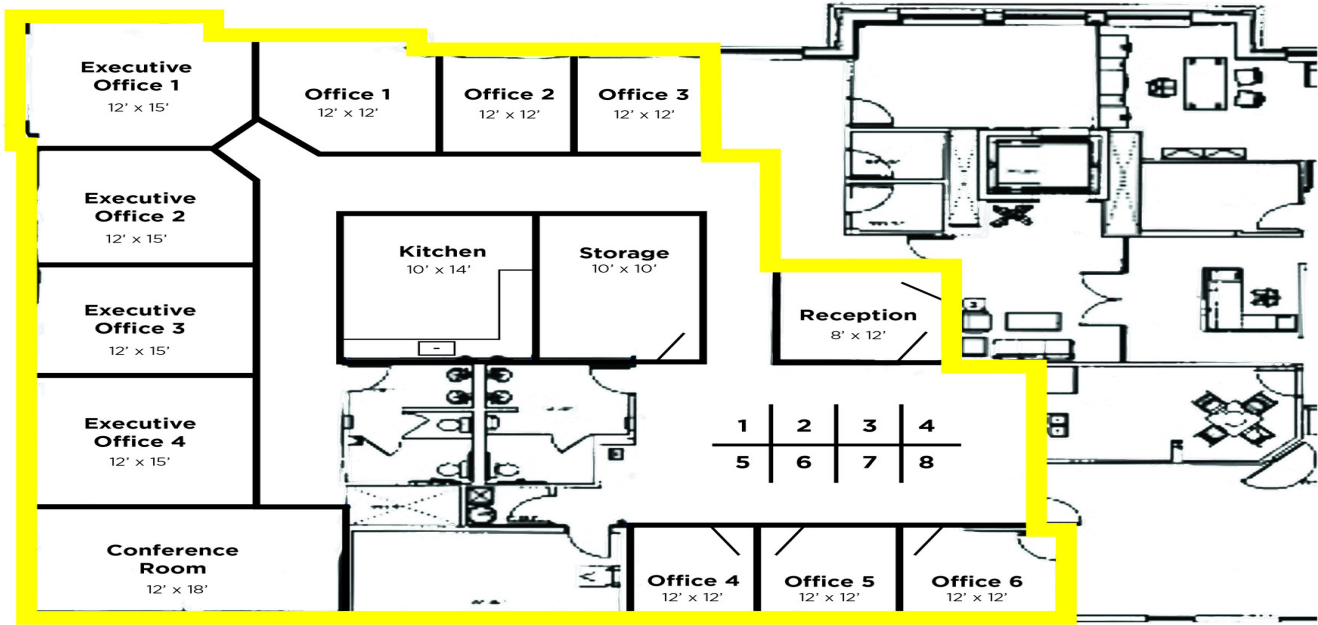 Executive
Office 1
12' x 15'
Office 1
12' x 12'
Office 2
12' x 12'
Office 3
12' x 12'
Executive
Office 2
12' x 15'
Kitchen
10' x 14'
Storage
10' x 10'
Executive
Office 3
12' x 15'
Reception
8' x 12'
Executive
Office 4
12' x 15'
1 2 3 4
5 6 7 8
Conference
Room
12' x 18'
Office 4
12' x 12'
Office 5
12' x 12'
Office 6
12' x 12'